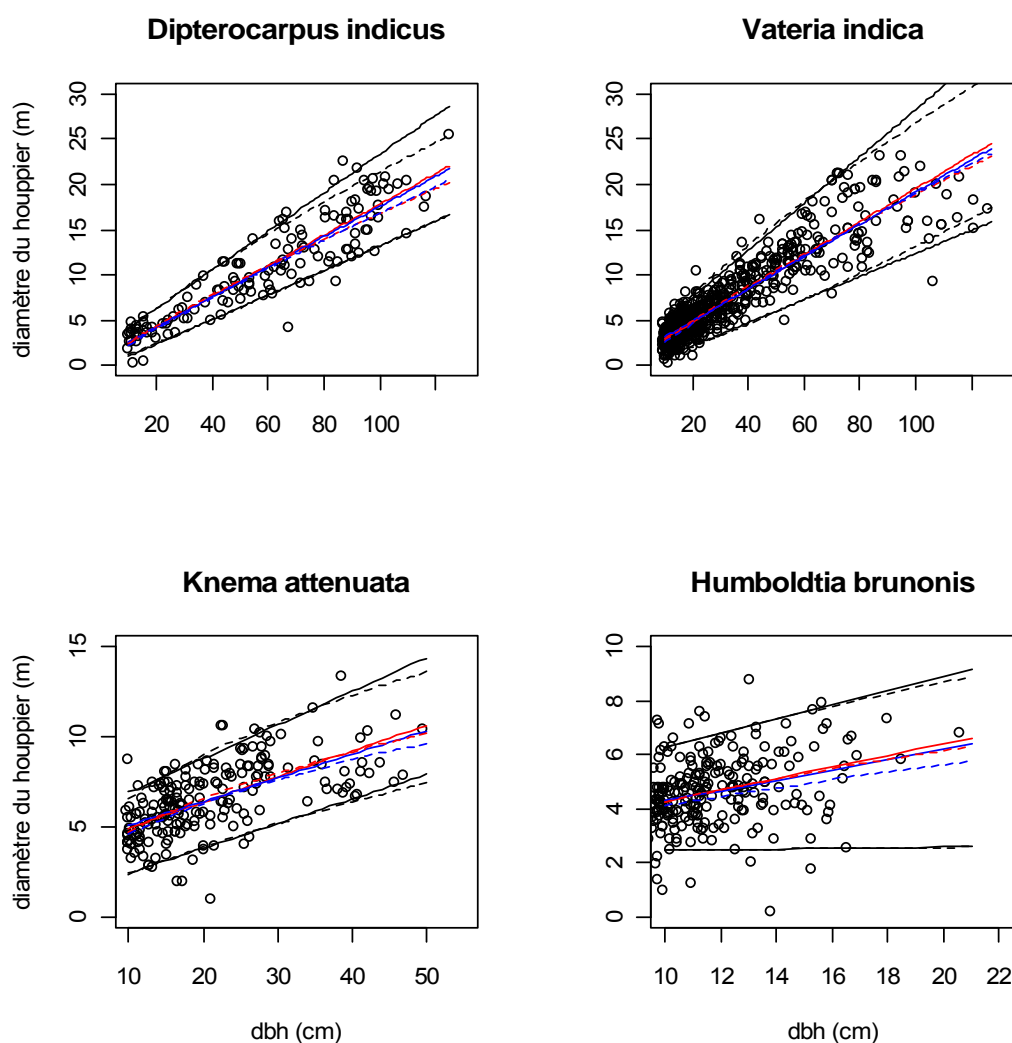 Dipterocarpus indicus
Vateria indica
diamètre du houppier (m)
0 5 10 15 20 25 30
20 40 60 80 100
0 5 10 15 20 25 30
20 40 60 80 100
Knema attenuata
Humboldtia brunonis
diamètre du houppier (m)
0 5 10 15
10 20 30 40 50
dbh (cm)
0 2 4 6 8 10
10 12 14 16 18 20 22
dbh (cm)